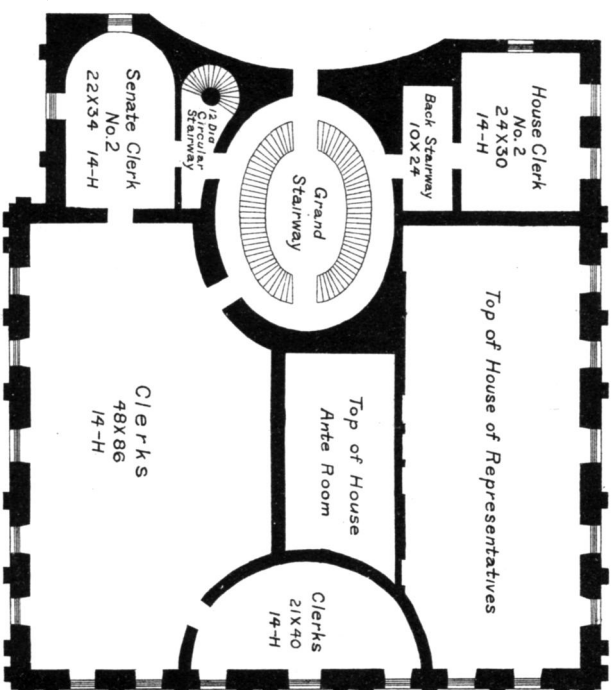 Senate Clerk
No. 2
22X34 14-H
12 Dia
Circular
Stairway
Grand
Stairway
Back Stairway
10X24
House Clerk
No. 2
24X30
14-H
Top of House of Representatives
Top of House
Ante Room
Clerks
48X86
14-H
Clerks
21X40
14-H